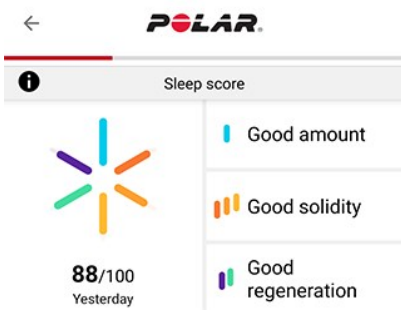 POLAR.
Sleep score
Good amount
Good solidity
Good
regeneration
88/100
Yesterday